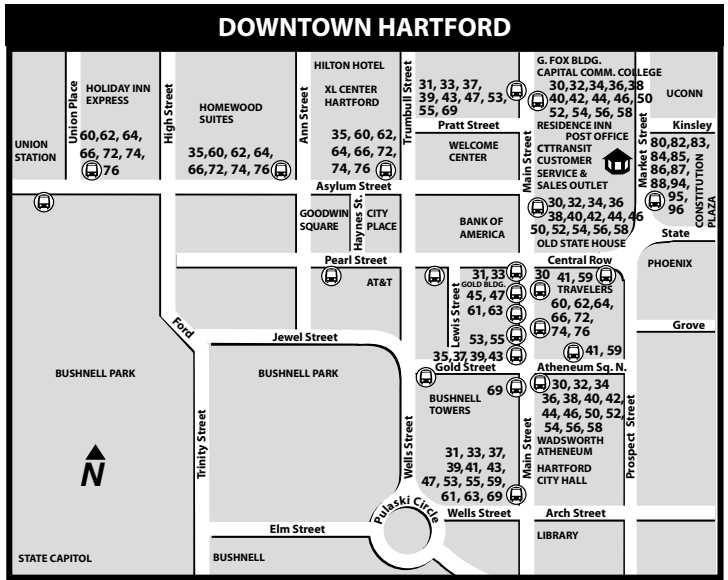 DOWNTOWN HARTFORD
Union Place
HOLIDAY INN
EXPRESS
60,62, 64,
66, 72, 74,
76
UNION
STATION
High Street
HOMEWOOD
SUITES
35,60, 62, 64,
66,72, 74, 76
Ann Street
HILTON HOTEL
XL CENTER
HARTFORD
35, 60, 62,
64, 66, 72,
74, 76
Trumbull Street
31, 33, 37,
39, 43, 47, 53,
55, 69
Pratt Street
WELCOME
CENTER
Main Street
G. FOX BLDG.
CAPITAL COMM. COLLEGE
30, 32, 34, 36, 38
40, 42, 44, 46, 50
52, 54, 56, 58
RESIDENCE INN
POST OFFICE
CTTRANSIT
CUSTOMER
SERVICE &
SALES OUTLET
30, 32, 34, 36
38, 40, 42, 44, 46
50, 52, 54, 56, 58
OLD STATE HOUSE
Market Street
UCONN
Kinsley
80, 82, 83,
84, 85,
86, 87,
88, 94,
95,
96
CONSTITUTION
PLAZA
State
Asylum Street
GOODWIN
SQUARE
Haynes St.
CITY
PLACE
BANK OF
AMERICA
Pearl Street
Central Row
PHOENIX
AT&T
Lewis Street
31, 33
GOLD BLDG.
45, 47
61, 63
53, 55
35, 37, 39, 43
30
41, 59
TRAVELERS
60, 62, 64,
66, 72,
74, 76
41, 59
Grove
Ford
Jewel Street
Gold Street
Atheneum Sq. N.
BUSHNELL PARK
BUSHNELL PARK
Trinity Street
Wells Street
BUSHNELL
TOWERS
69
30, 32, 34
36, 38, 40, 42,
44, 46, 50, 52,
54, 56, 58
WADSWORTH
ATHENEUM
HARTFORD
CITY HALL
Main Street
Prospect Street
31, 33, 37,
39, 41, 43,
47, 53, 55, 59,
61, 63, 69
N
Pulaski Circle
Wells Street
Arch Street
Elm Street
LIBRARY
STATE CAPITOL
BUSHNELL